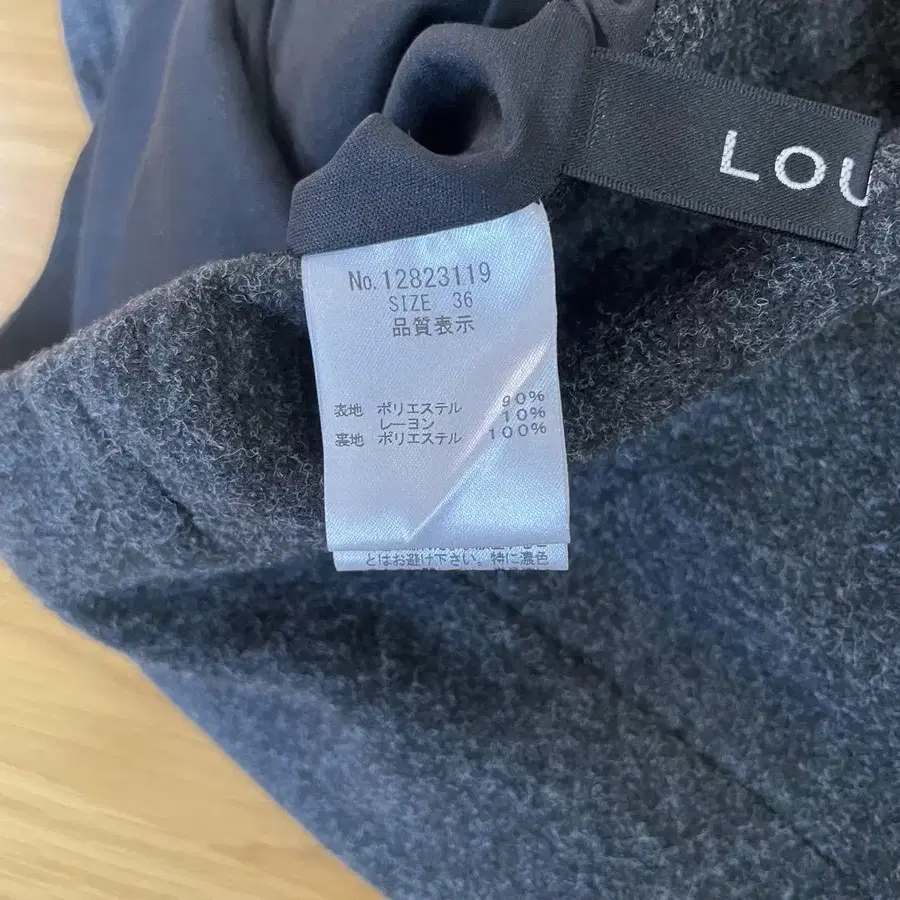 LOU
No.12823119
SIZE 36
品質表示
表地 ポリエステル 90%
レーヨン 10%
裏地 ポリエステル 100%
とはお避け下さい。特に濃色